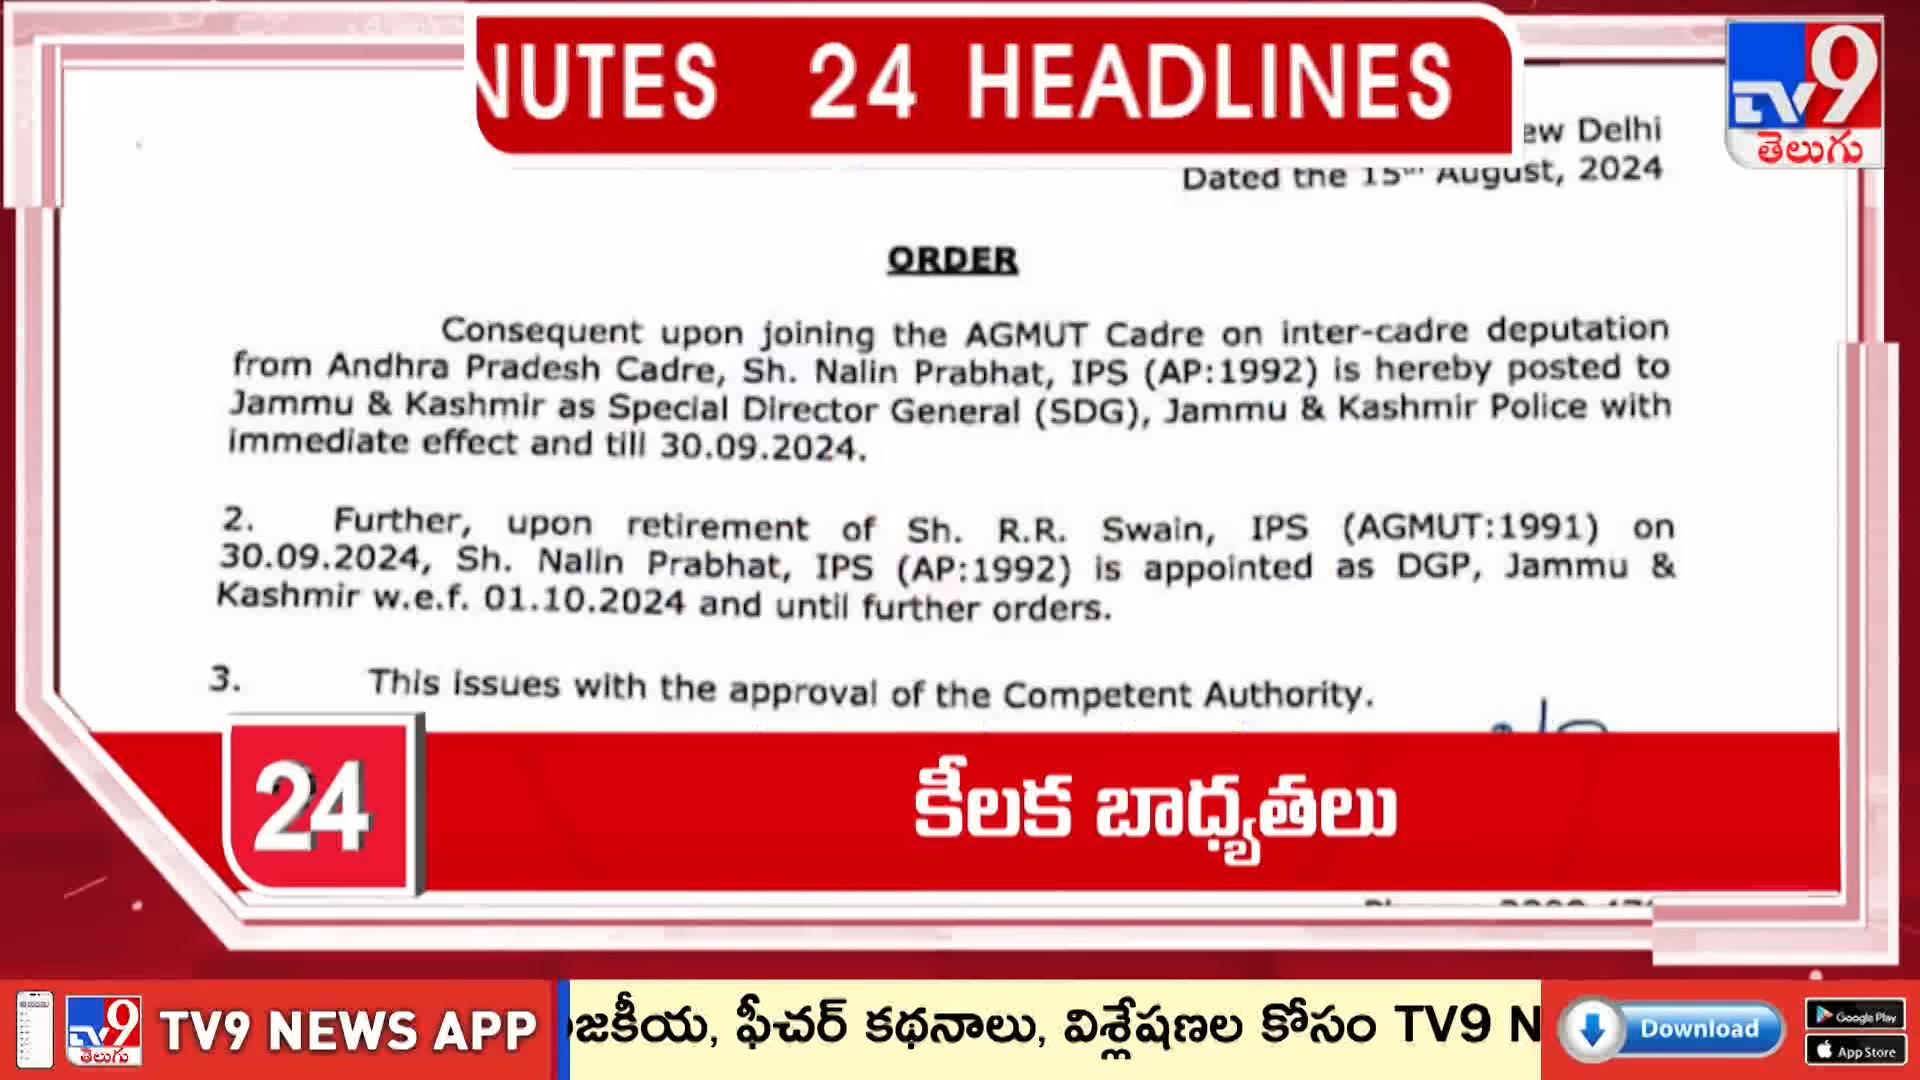 NUTES 24 HEADLINES
TV9
తెలుగు
ew Delhi
Dated the 15th August, 2024
ORDER
Consequent upon joining the AGMUT Cadre on inter-cadre deputation
from Andhra Pradesh Cadre, Sh. Nalin Prabhat, IPS (AP:1992) is hereby posted to
Jammu & Kashmir as Special Director General (SDG), Jammu & Kashmir Police with
immediate effect and till 30.09.2024.
2. Further, upon retirement of Sh. R.R. Swain, IPS (AGMUT:1991) on
30.09.2024, Sh. Nalin Prabhat, IPS (AP:1992) is appointed as DGP, Jammu &
Kashmir w.e.f. 01.10.2024 and until further orders.
3. This issues with the approval of the Competent Authority.
24
కీలక బాధ్యతలు
TV9
తెలుగు
TV9 NEWS APP
జకీయ, ఫీచర్ కథనాలు, విశ్లేషణల కోసం TV9 N
Download
Google Play
App Store